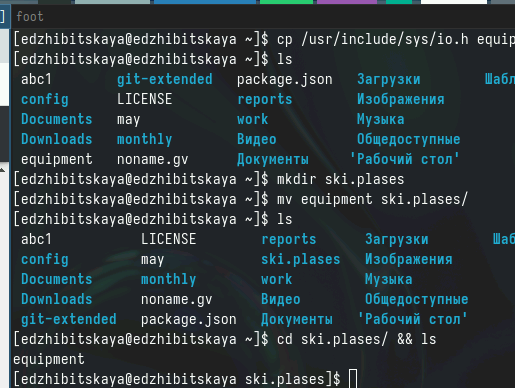 foot
[edzhibitskaya@edzhibitskaya ~]$ cp /usr/include/sys/io.h equip
[edzhibitskaya@edzhibitskaya ~]$ ls
abc1 git-extended package.json Загрузки Шаб
config LICENSE reports Изображения
Documents may work Музыка
Downloads monthly Видео Общедоступные
equipment noname.gv Документы 'Рабочий стол'
[edzhibitskaya@edzhibitskaya ~]$ mkdir ski.plases
[edzhibitskaya@edzhibitskaya ~]$ mv equipment ski.plases/
[edzhibitskaya@edzhibitskaya ~]$ ls
abc1 LICENSE reports Загрузки Шаб
config may ski.plases Изображения
Documents monthly work Музыка
Downloads noname.gv Видео Общедоступные
git-extended package.json Документы 'Рабочий стол'
[edzhibitskaya@edzhibitskaya ~]$ cd ski.plases/ && ls
equipment
[edzhibitskaya@edzhibitskaya ski.plases]$